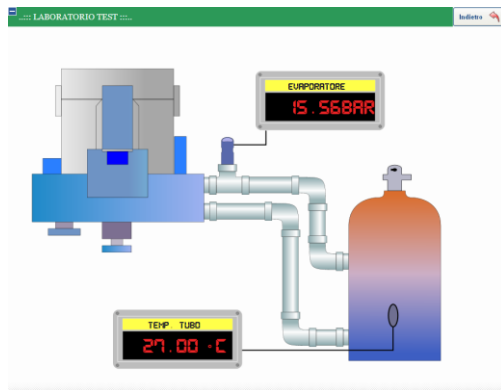 ..::: LABORATORIO TEST :::..
Indietro
EVAPORATORE
15.56BAR
TEMP. TUBO
27.00 °C